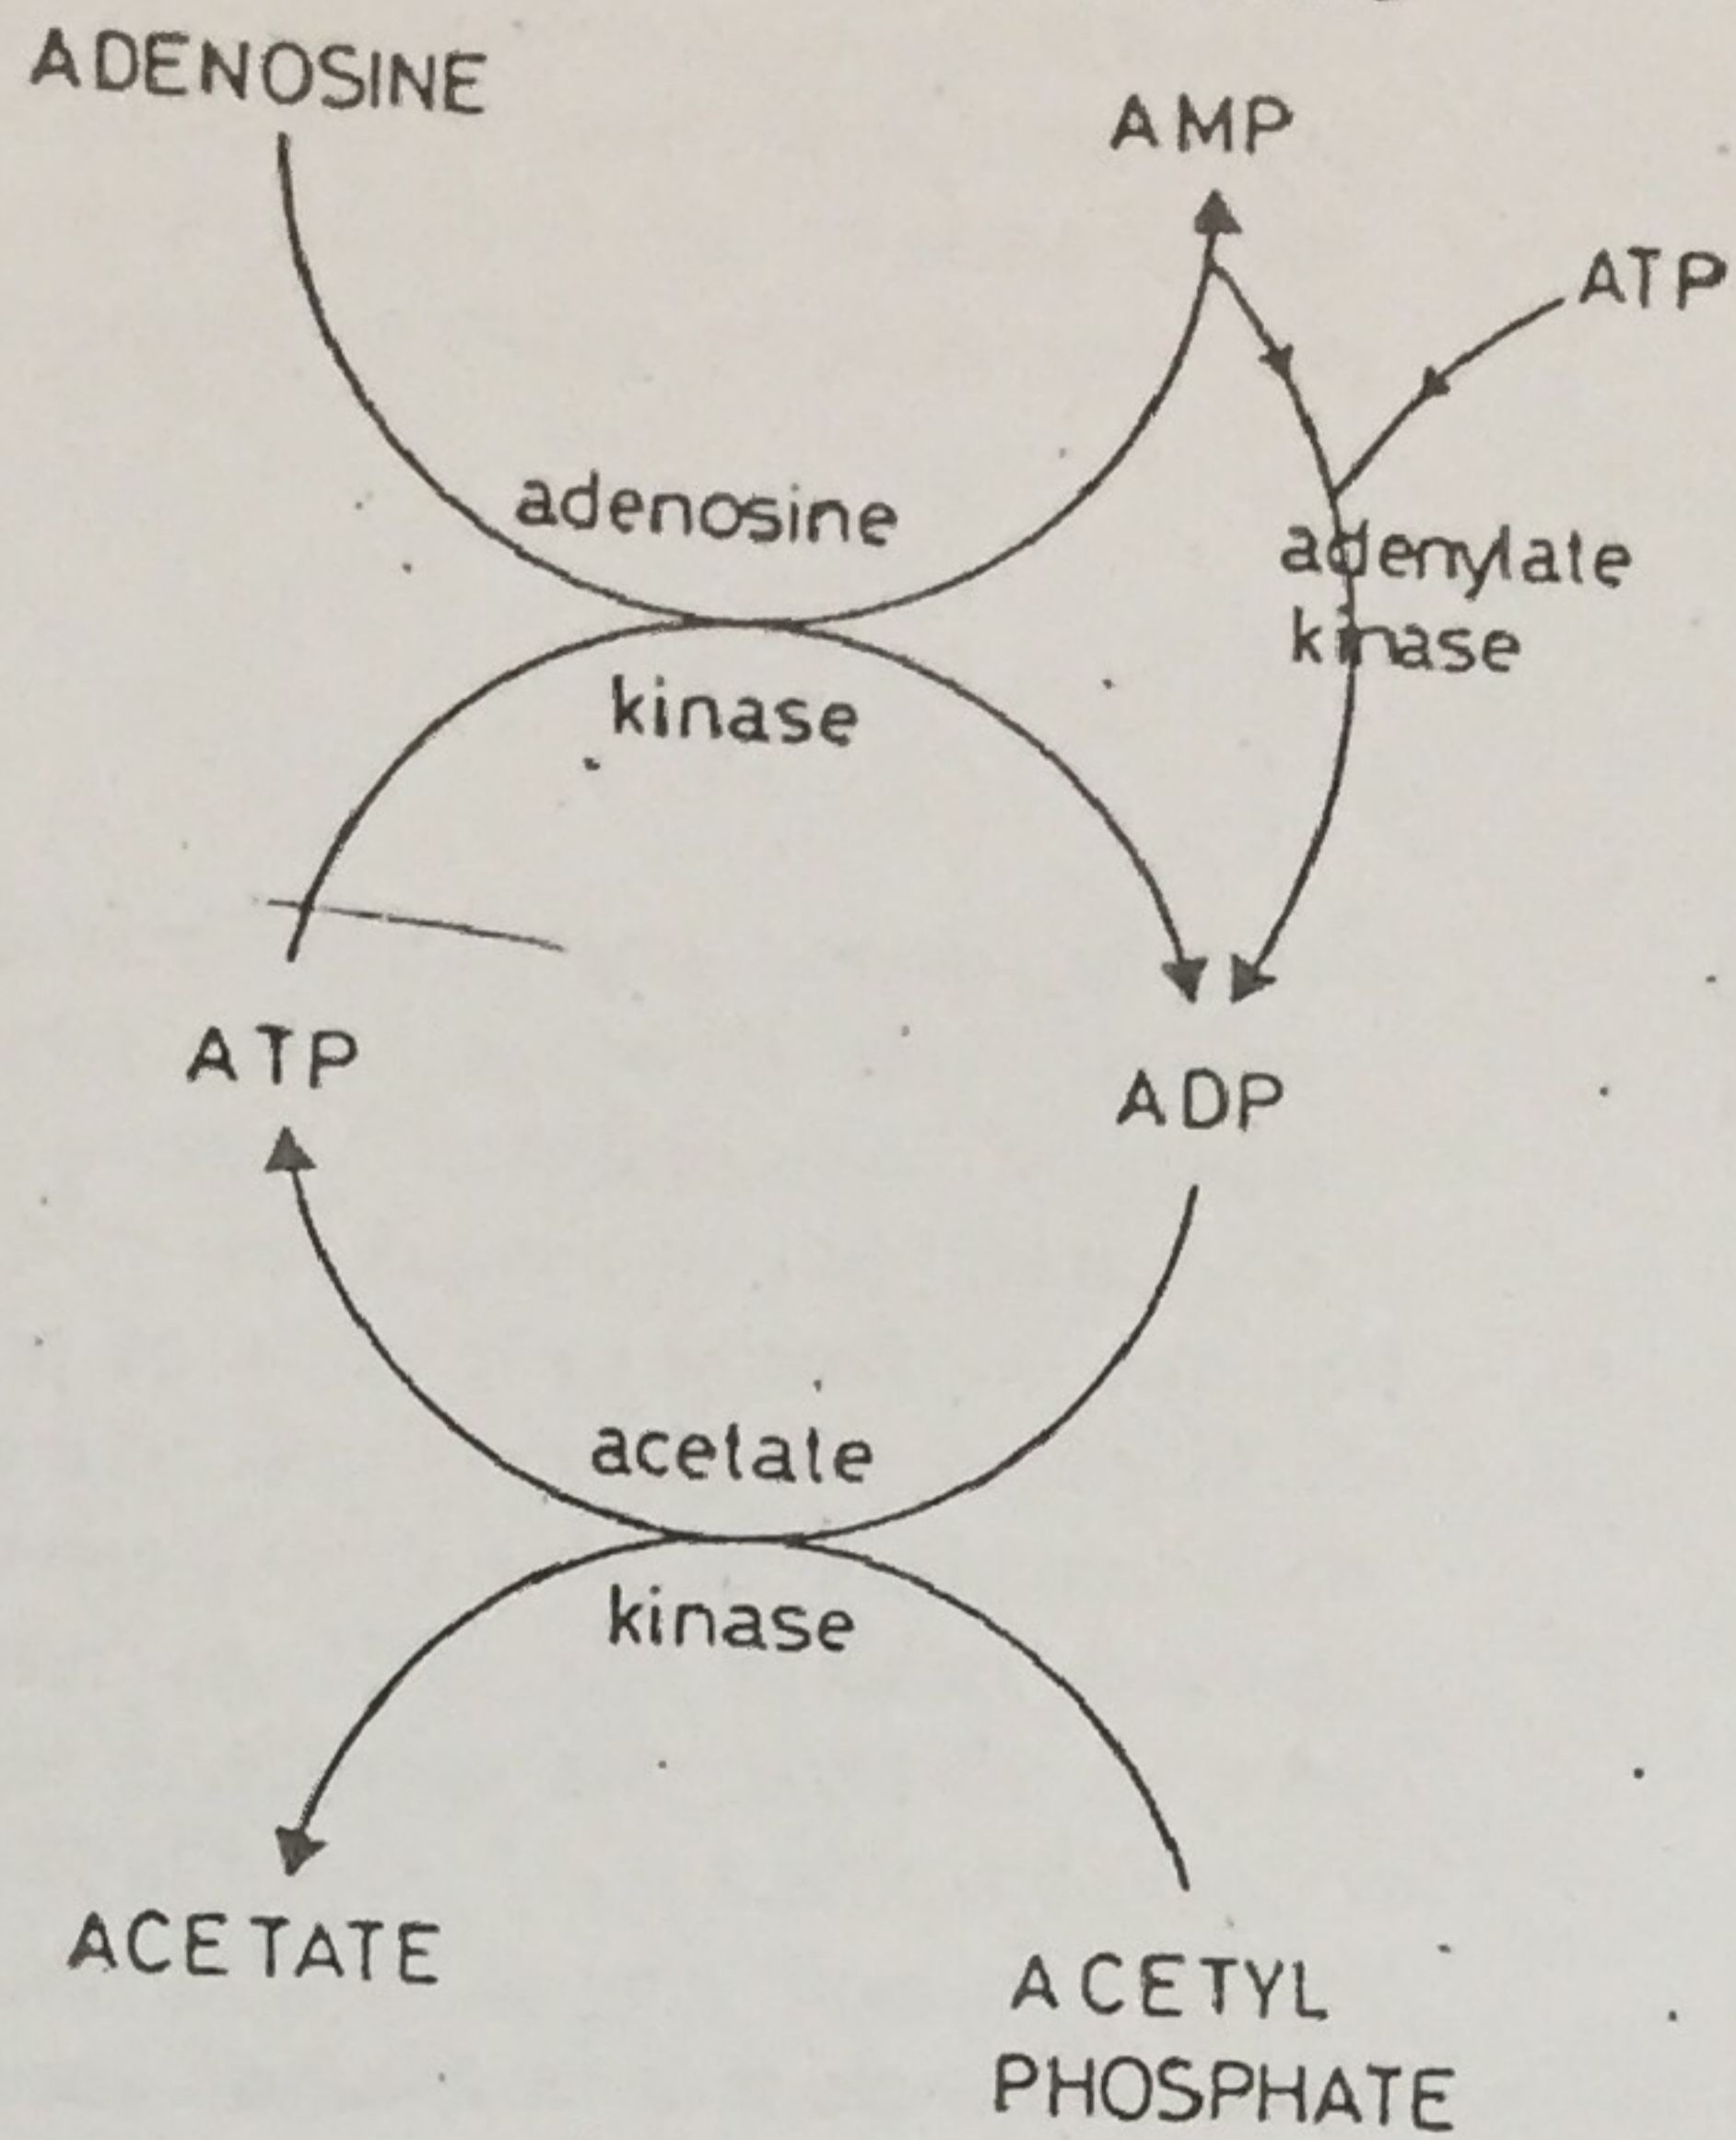 ADENOSINE
AMP
ATP
adenosine
kinase
adenylate
kinase
ATP
ADP
acetate
kinase
ACETATE
ACETYL
PHOSPHATE